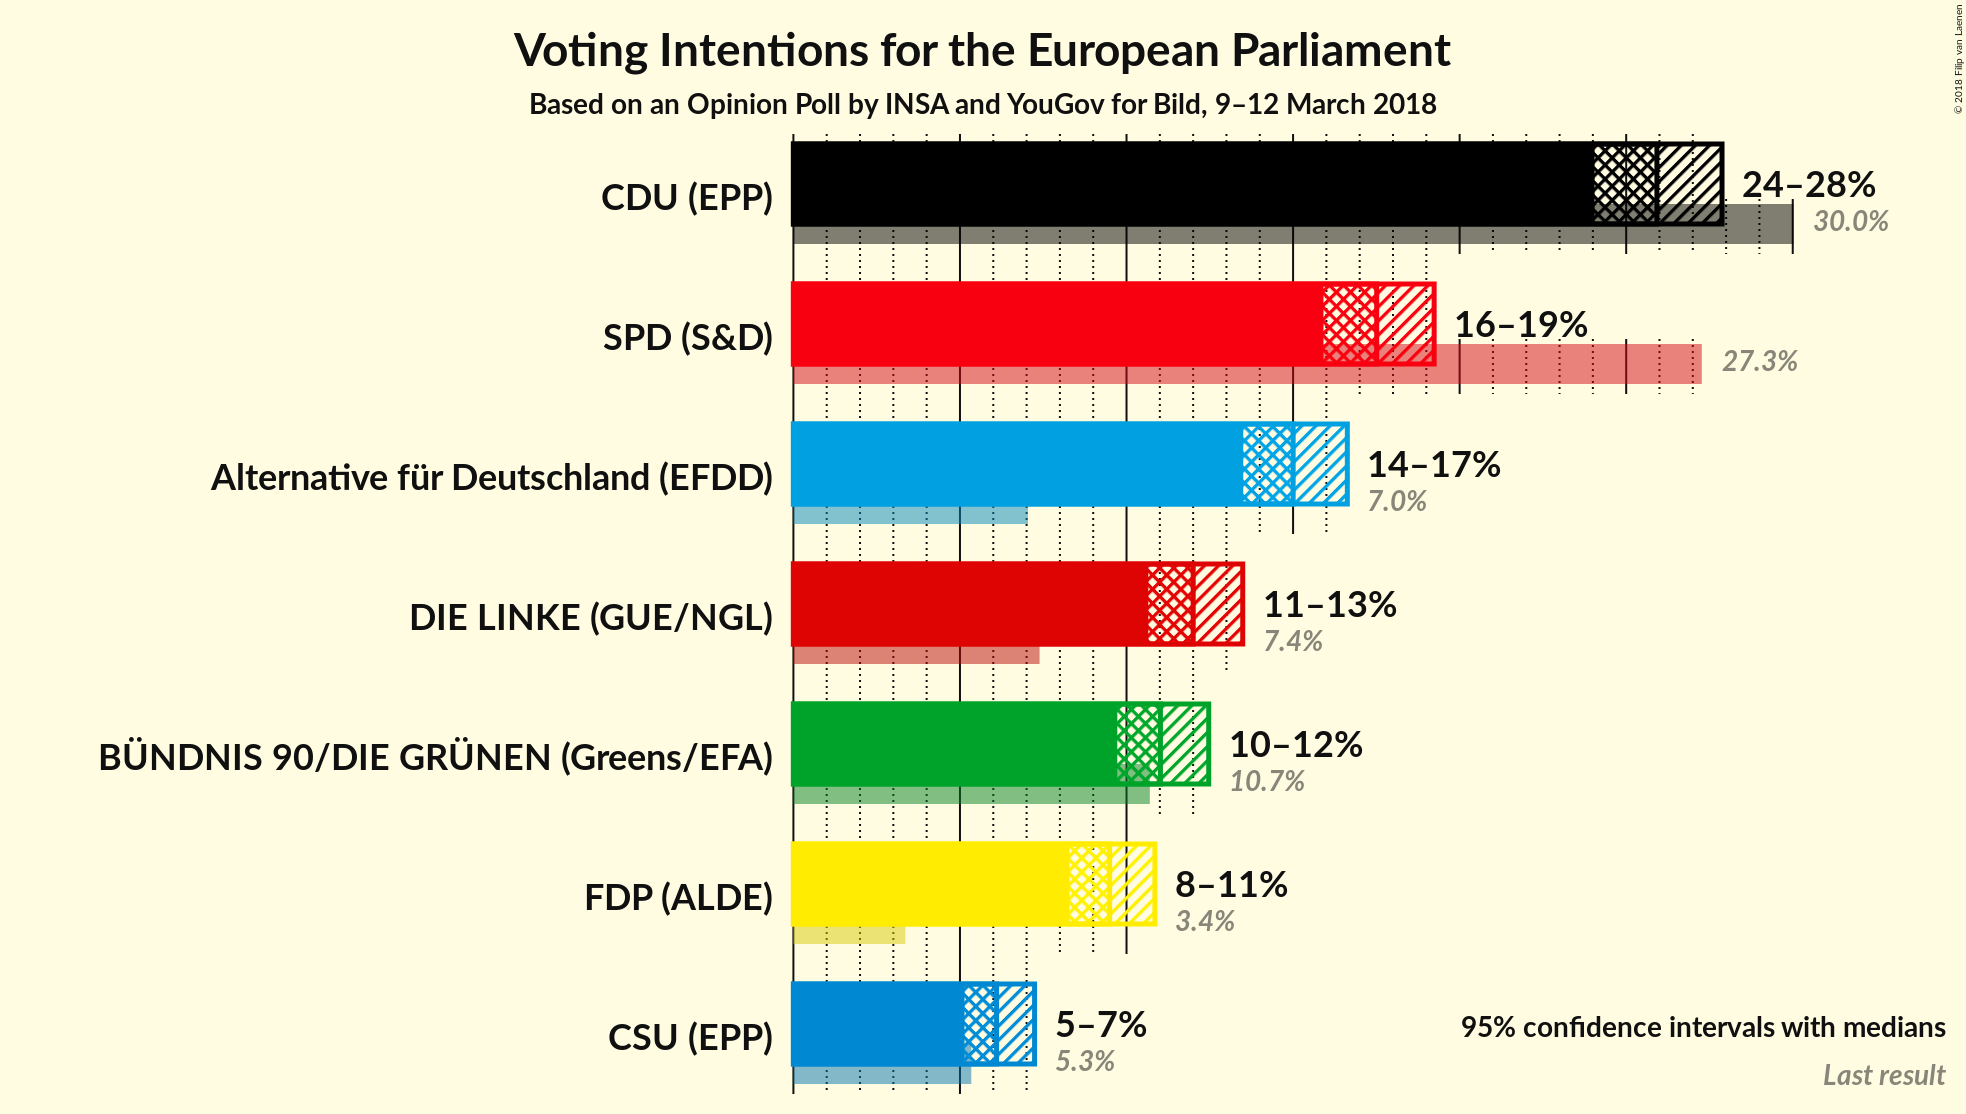 Voting Intentions for the European Parliament
Based on an Opinion Poll by INSA and YouGov for Bild, 9–12 March 2018
© 2018 Filip van Laenen
CDU (EPP)
24–28%
30.0%
SPD (S&D)
16–19%
27.3%
Alternative für Deutschland (EFDD)
14–17%
7.0%
DIE LINKE (GUE/NGL)
11–13%
7.4%
BÜNDNIS 90/DIE GRÜNEN (Greens/EFA)
10–12%
10.7%
FDP (ALDE)
8–11%
3.4%
CSU (EPP)
5–7%
5.3%
95% confidence intervals with medians
Last result